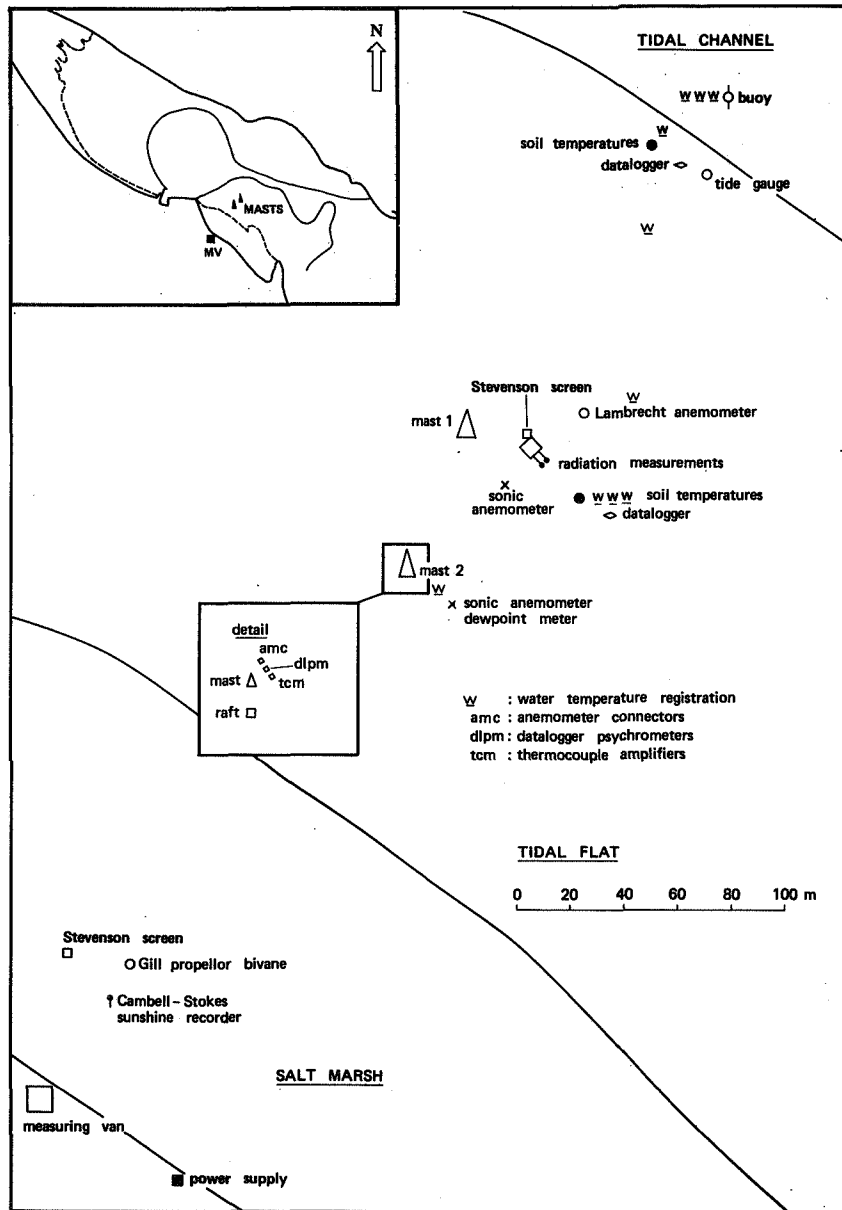 N
MASTS
MV
TIDAL CHANNEL
w w w buoy
w
soil temperatures
datalogger
tide gauge
w
Stevenson screen
w
mast 1
Lambrecht anemometer
radiation measurements
sonic
anemometer
w w w soil temperatures
datalogger
mast 2
w
sonic anemometer
dewpoint meter
detail
amc
dlpm
mast
tcm
raft
w : water temperature registration
amc : anemometer connectors
dlpm : datalogger psychrometers
tcm : thermocouple amplifiers
TIDAL FLAT
0 20 40 60 80 100 m
Stevenson screen
Gill propellor bivane
Cambell-Stokes
sunshine recorder
SALT MARSH
measuring van
power supply